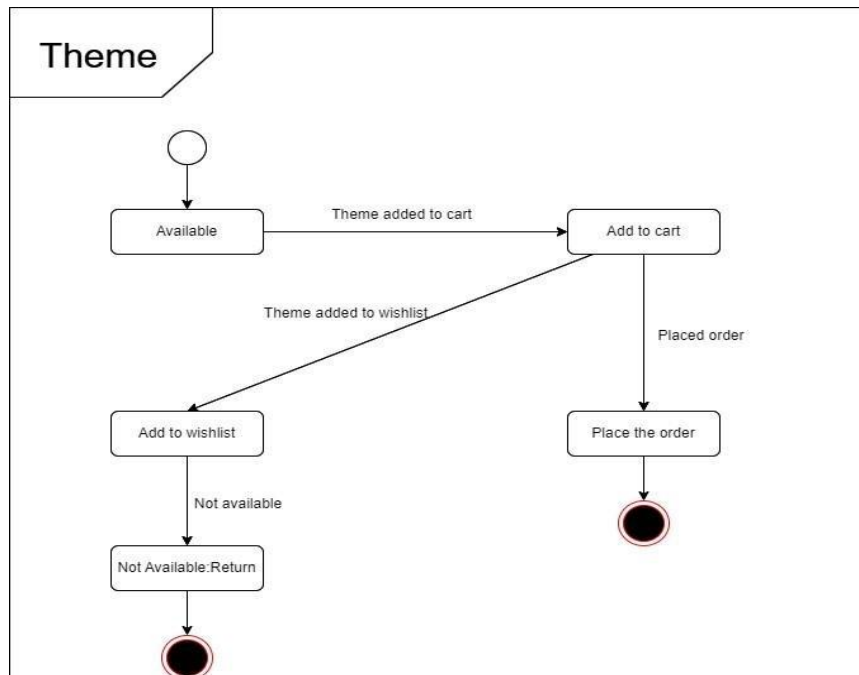 Theme
Available
Theme added to cart
Add to cart
Theme added to wishlist
Placed order
Add to wishlist
Place the order
Not available
Not Available:Return